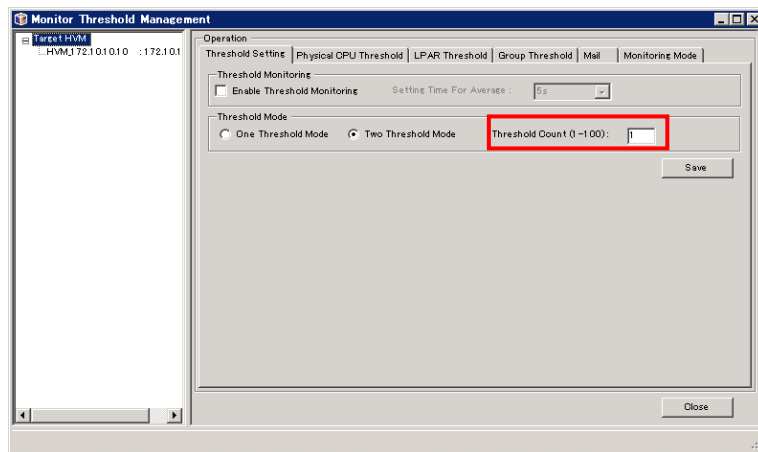 Monitor Threshold Management
Target HVM
HVM_172.10.10.10 :172.10.1
Operation
Threshold Setting Physical CPU Threshold LPAR Threshold Group Threshold Mail Monitoring Mode
Threshold Monitoring
Enable Threshold Monitoring Setting Time For Average : 5s
Threshold Mode
One Threshold Mode Two Threshold Mode Threshold Count (1-100): 1
Save
Close